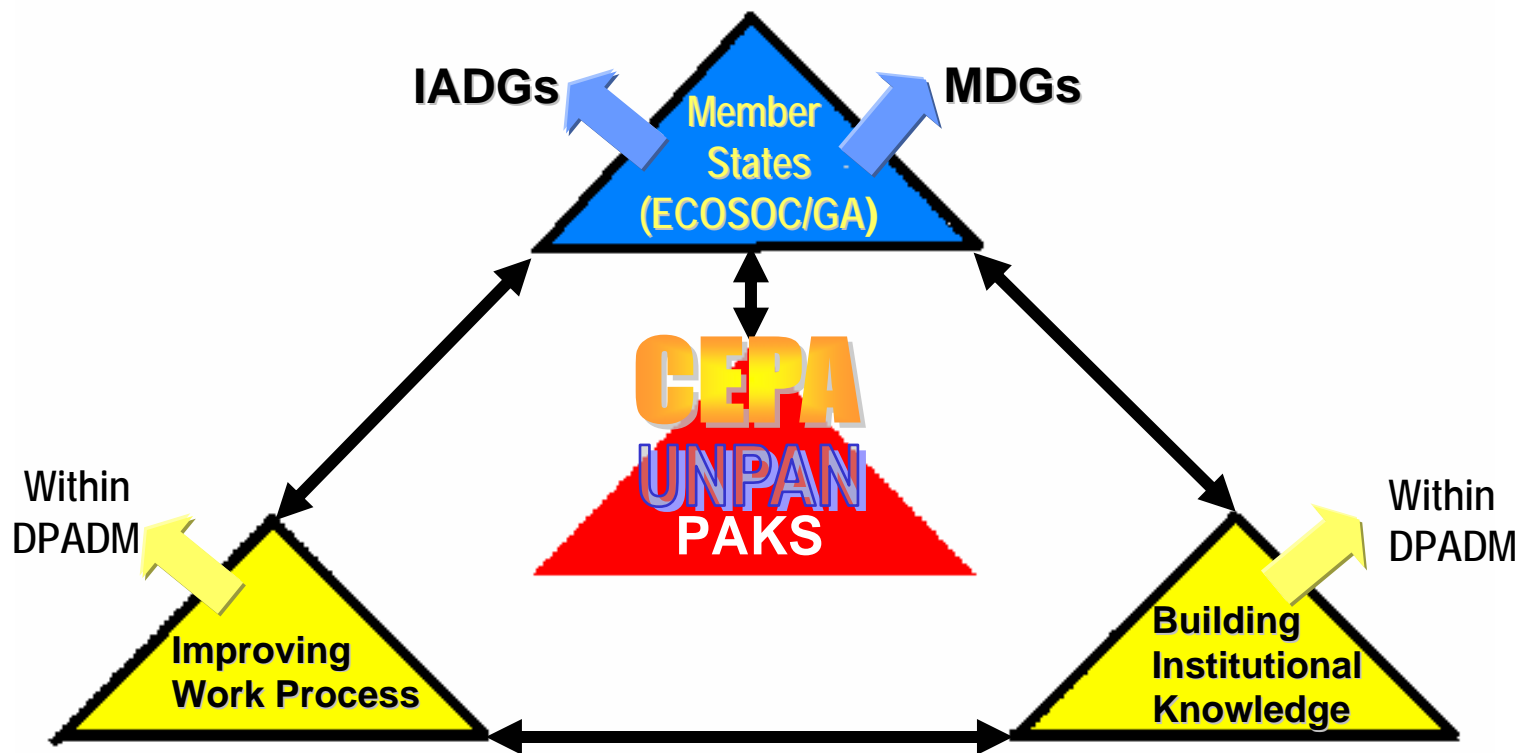 IADGs
MDGs
Member
States
(ECOSOC/GA)
CEPA
UNPAN
PAKS
Within
DPADM
Within
DPADM
Improving
Work Process
Building
Institutional
Knowledge